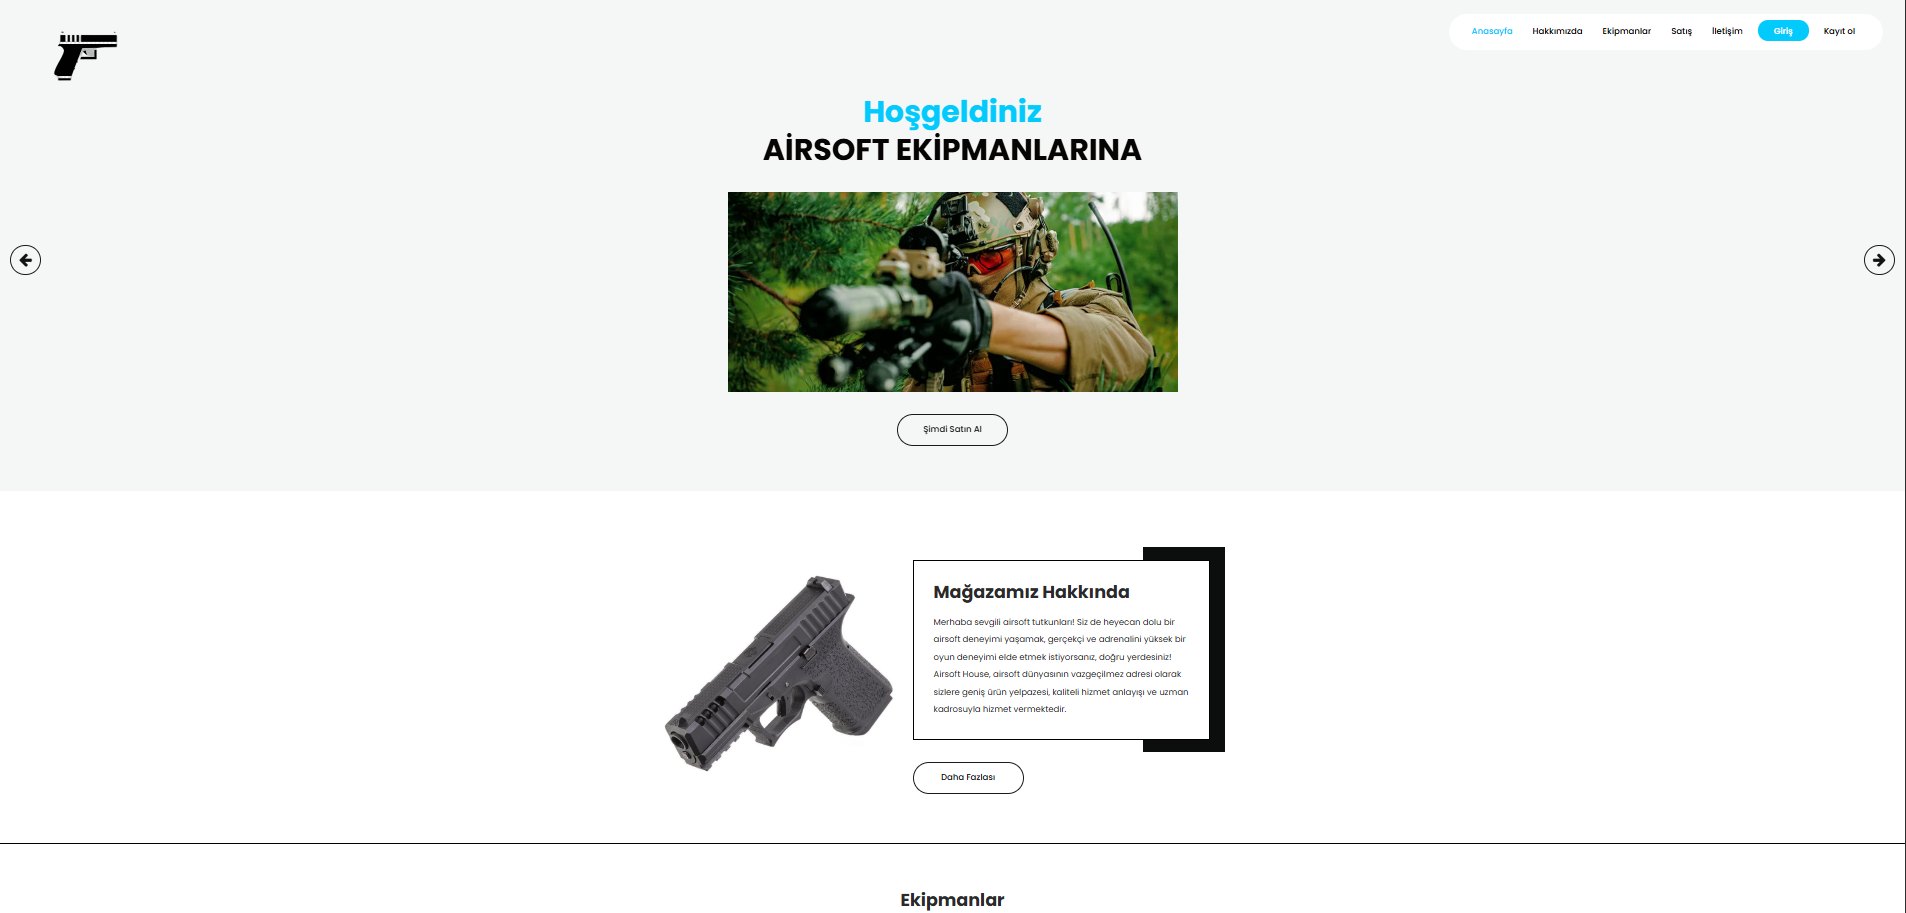 Anasayfa Hakkımızda Ekipmanlar Satış İletişim Giriş Kayıt ol
Hoşgeldiniz
AİRSOFT EKİPMANLARINA
Şimdi Satın Al
Mağazamız Hakkında
Merhaba sevgili airsoft tutkunları! Siz de heyecan dolu bir
airsoft deneyimi yaşamak, gerçekçi ve adrenalini yüksek bir
oyun deneyimi elde etmek istiyorsanız, doğru yerdesiniz!
Airsoft House, airsoft dünyasının vazgeçilmez adresi olarak
sizlere geniş ürün yelpazesi, kaliteli hizmet anlayışı ve uzman
kadrosuyla hizmet vermektedir.
Daha Fazlası
Ekipmanlar